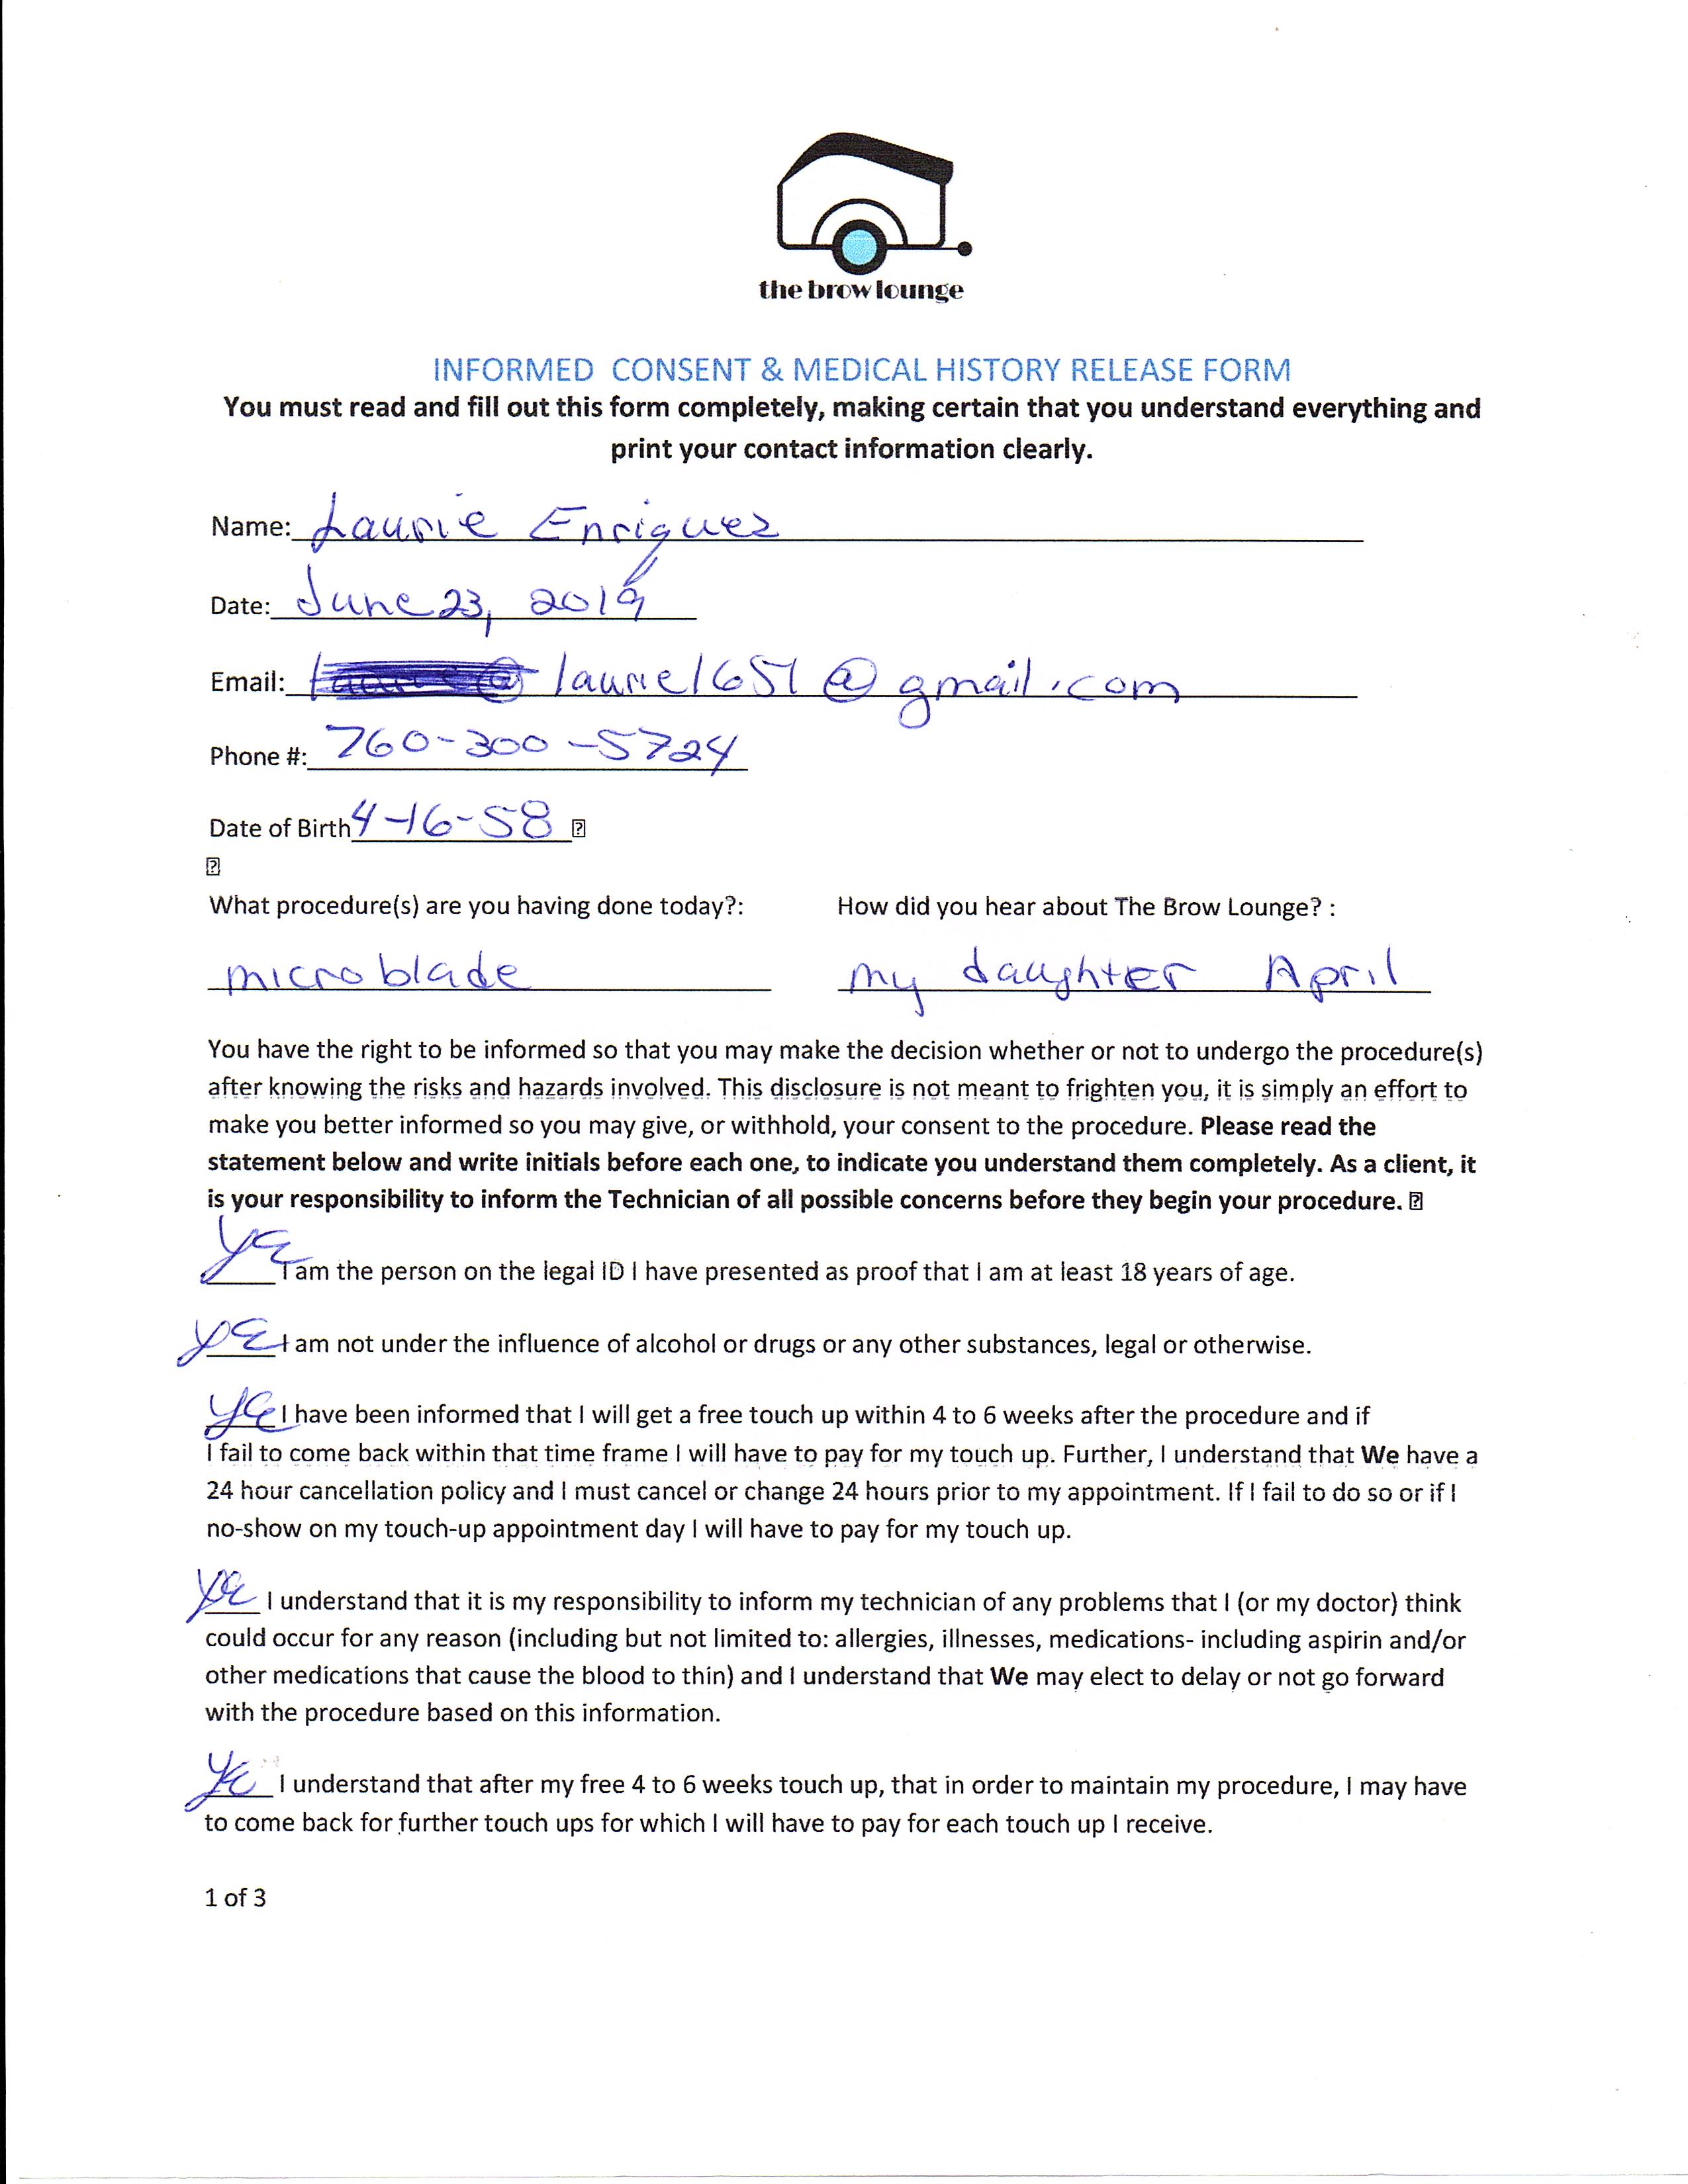 the brow lounge
INFORMED CONSENT & MEDICAL HISTORY RELEASE FORM
You must read and fill out this form completely, making certain that you understand everything and
print your contact information clearly.
Name: Laurie Enriquez
Date: June 23, 2019
Email: laurie1651@gmail.com
Phone #: 760-300-5724
Date of Birth 4-16-58
What procedure(s) are you having done today?: How did you hear about The Brow Lounge? :
microblade my daughter April
You have the right to be informed so that you may make the decision whether or not to undergo the procedure(s)
after knowing the risks and hazards involved. This disclosure is not meant to frighten you, it is simply an effort to
make you better informed so you may give, or withhold, your consent to the procedure. Please read the
statement below and write initials before each one, to indicate you understand them completely. As a client, it
is your responsibility to inform the Technician of all possible concerns before they begin your procedure.
I am the person on the legal ID I have presented as proof that I am at least 18 years of age.
I am not under the influence of alcohol or drugs or any other substances, legal or otherwise.
I have been informed that I will get a free touch up within 4 to 6 weeks after the procedure and if
I fail to come back within that time frame I will have to pay for my touch up. Further, I understand that We have a
24 hour cancellation policy and I must cancel or change 24 hours prior to my appointment. If I fail to do so or if I
no-show on my touch-up appointment day I will have to pay for my touch up.
I understand that it is my responsibility to inform my technician of any problems that I (or my doctor) think
could occur for any reason (including but not limited to: allergies, illnesses, medications- including aspirin and/or
other medications that cause the blood to thin) and I understand that We may elect to delay or not go forward
with the procedure based on this information.
I understand that after my free 4 to 6 weeks touch up, that in order to maintain my procedure, I may have
to come back for further touch ups for which I will have to pay for each touch up I receive.
1 of 3